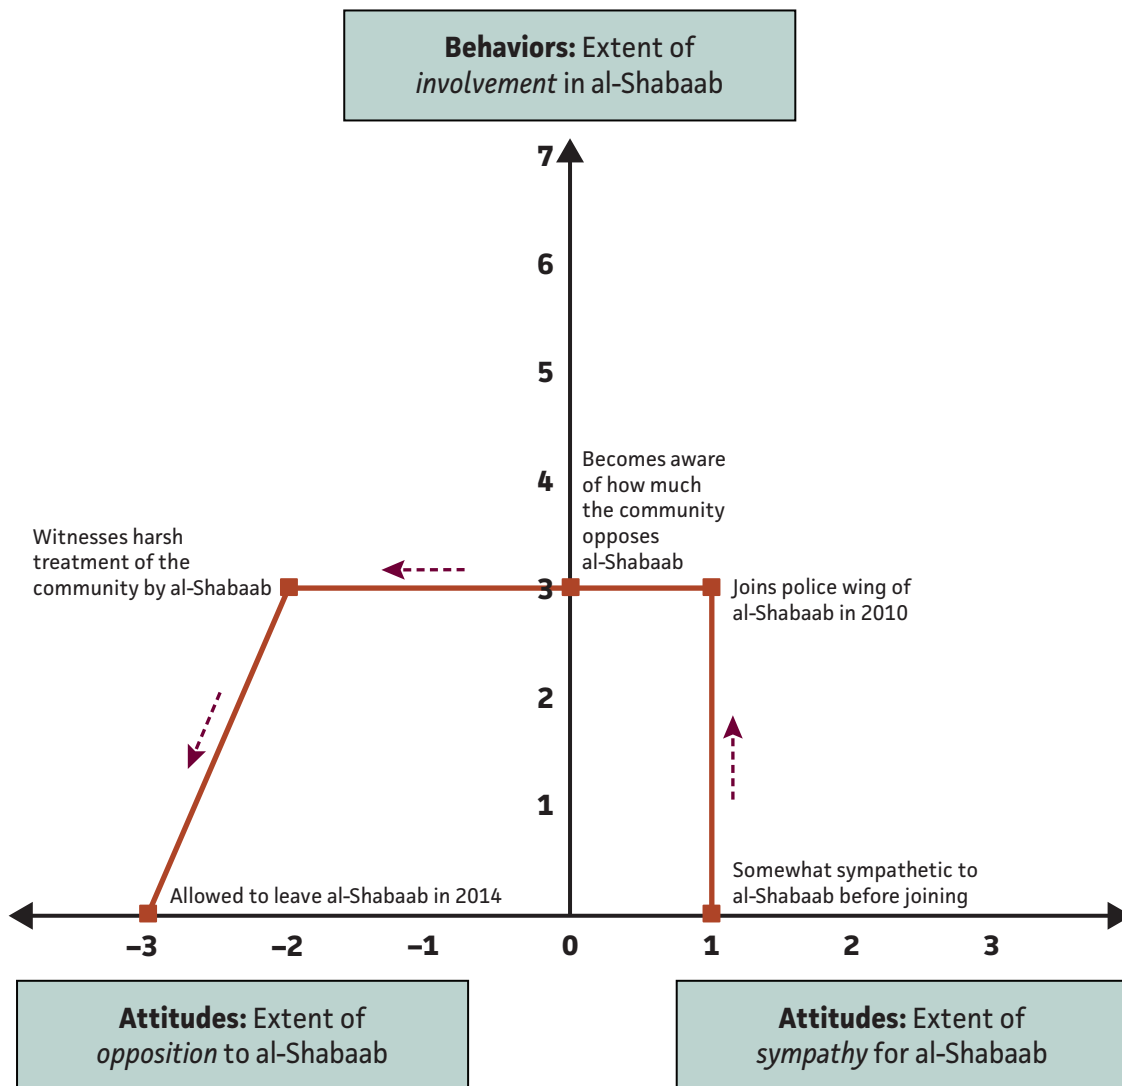 Behaviors: Extent of
involvement in al-Shabaab
7
6
5
4
3
2
1
Becomes aware
of how much
the community
opposes
al-Shabaab
Witnesses harsh
treatment of the
community by al-Shabaab
Joins police wing of
al-Shabaab in 2010
Allowed to leave al-Shabaab in 2014
Somewhat sympathetic to
al-Shabaab before joining
–3 –2 –1 0 1 2 3
Attitudes: Extent of
opposition to al-Shabaab
Attitudes: Extent of
sympathy for al-Shabaab